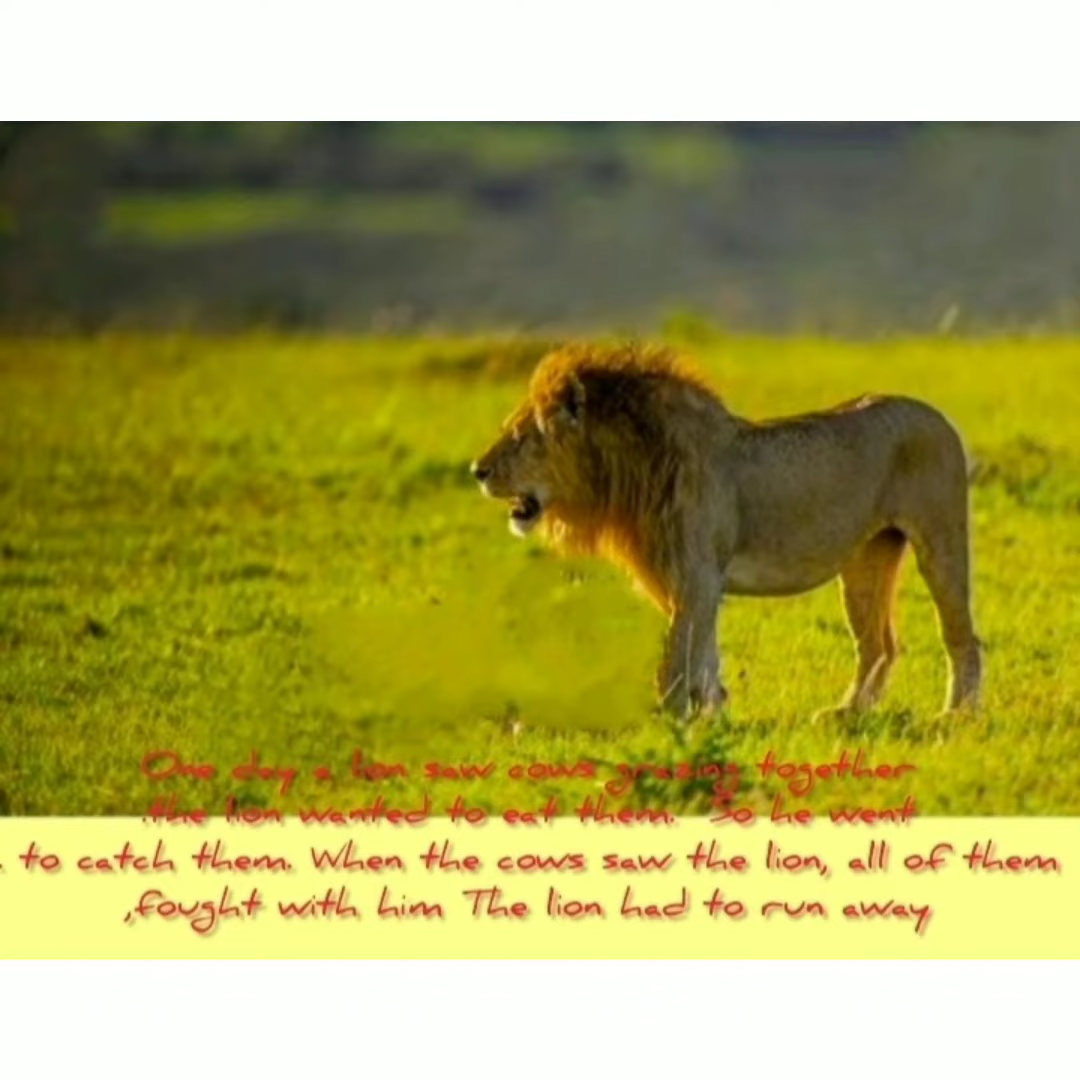 One day a lion saw cows grazing together
.the lion wanted to eat them. So he went
. to catch them. When the cows saw the lion, all of them
,fought with him The lion had to run away